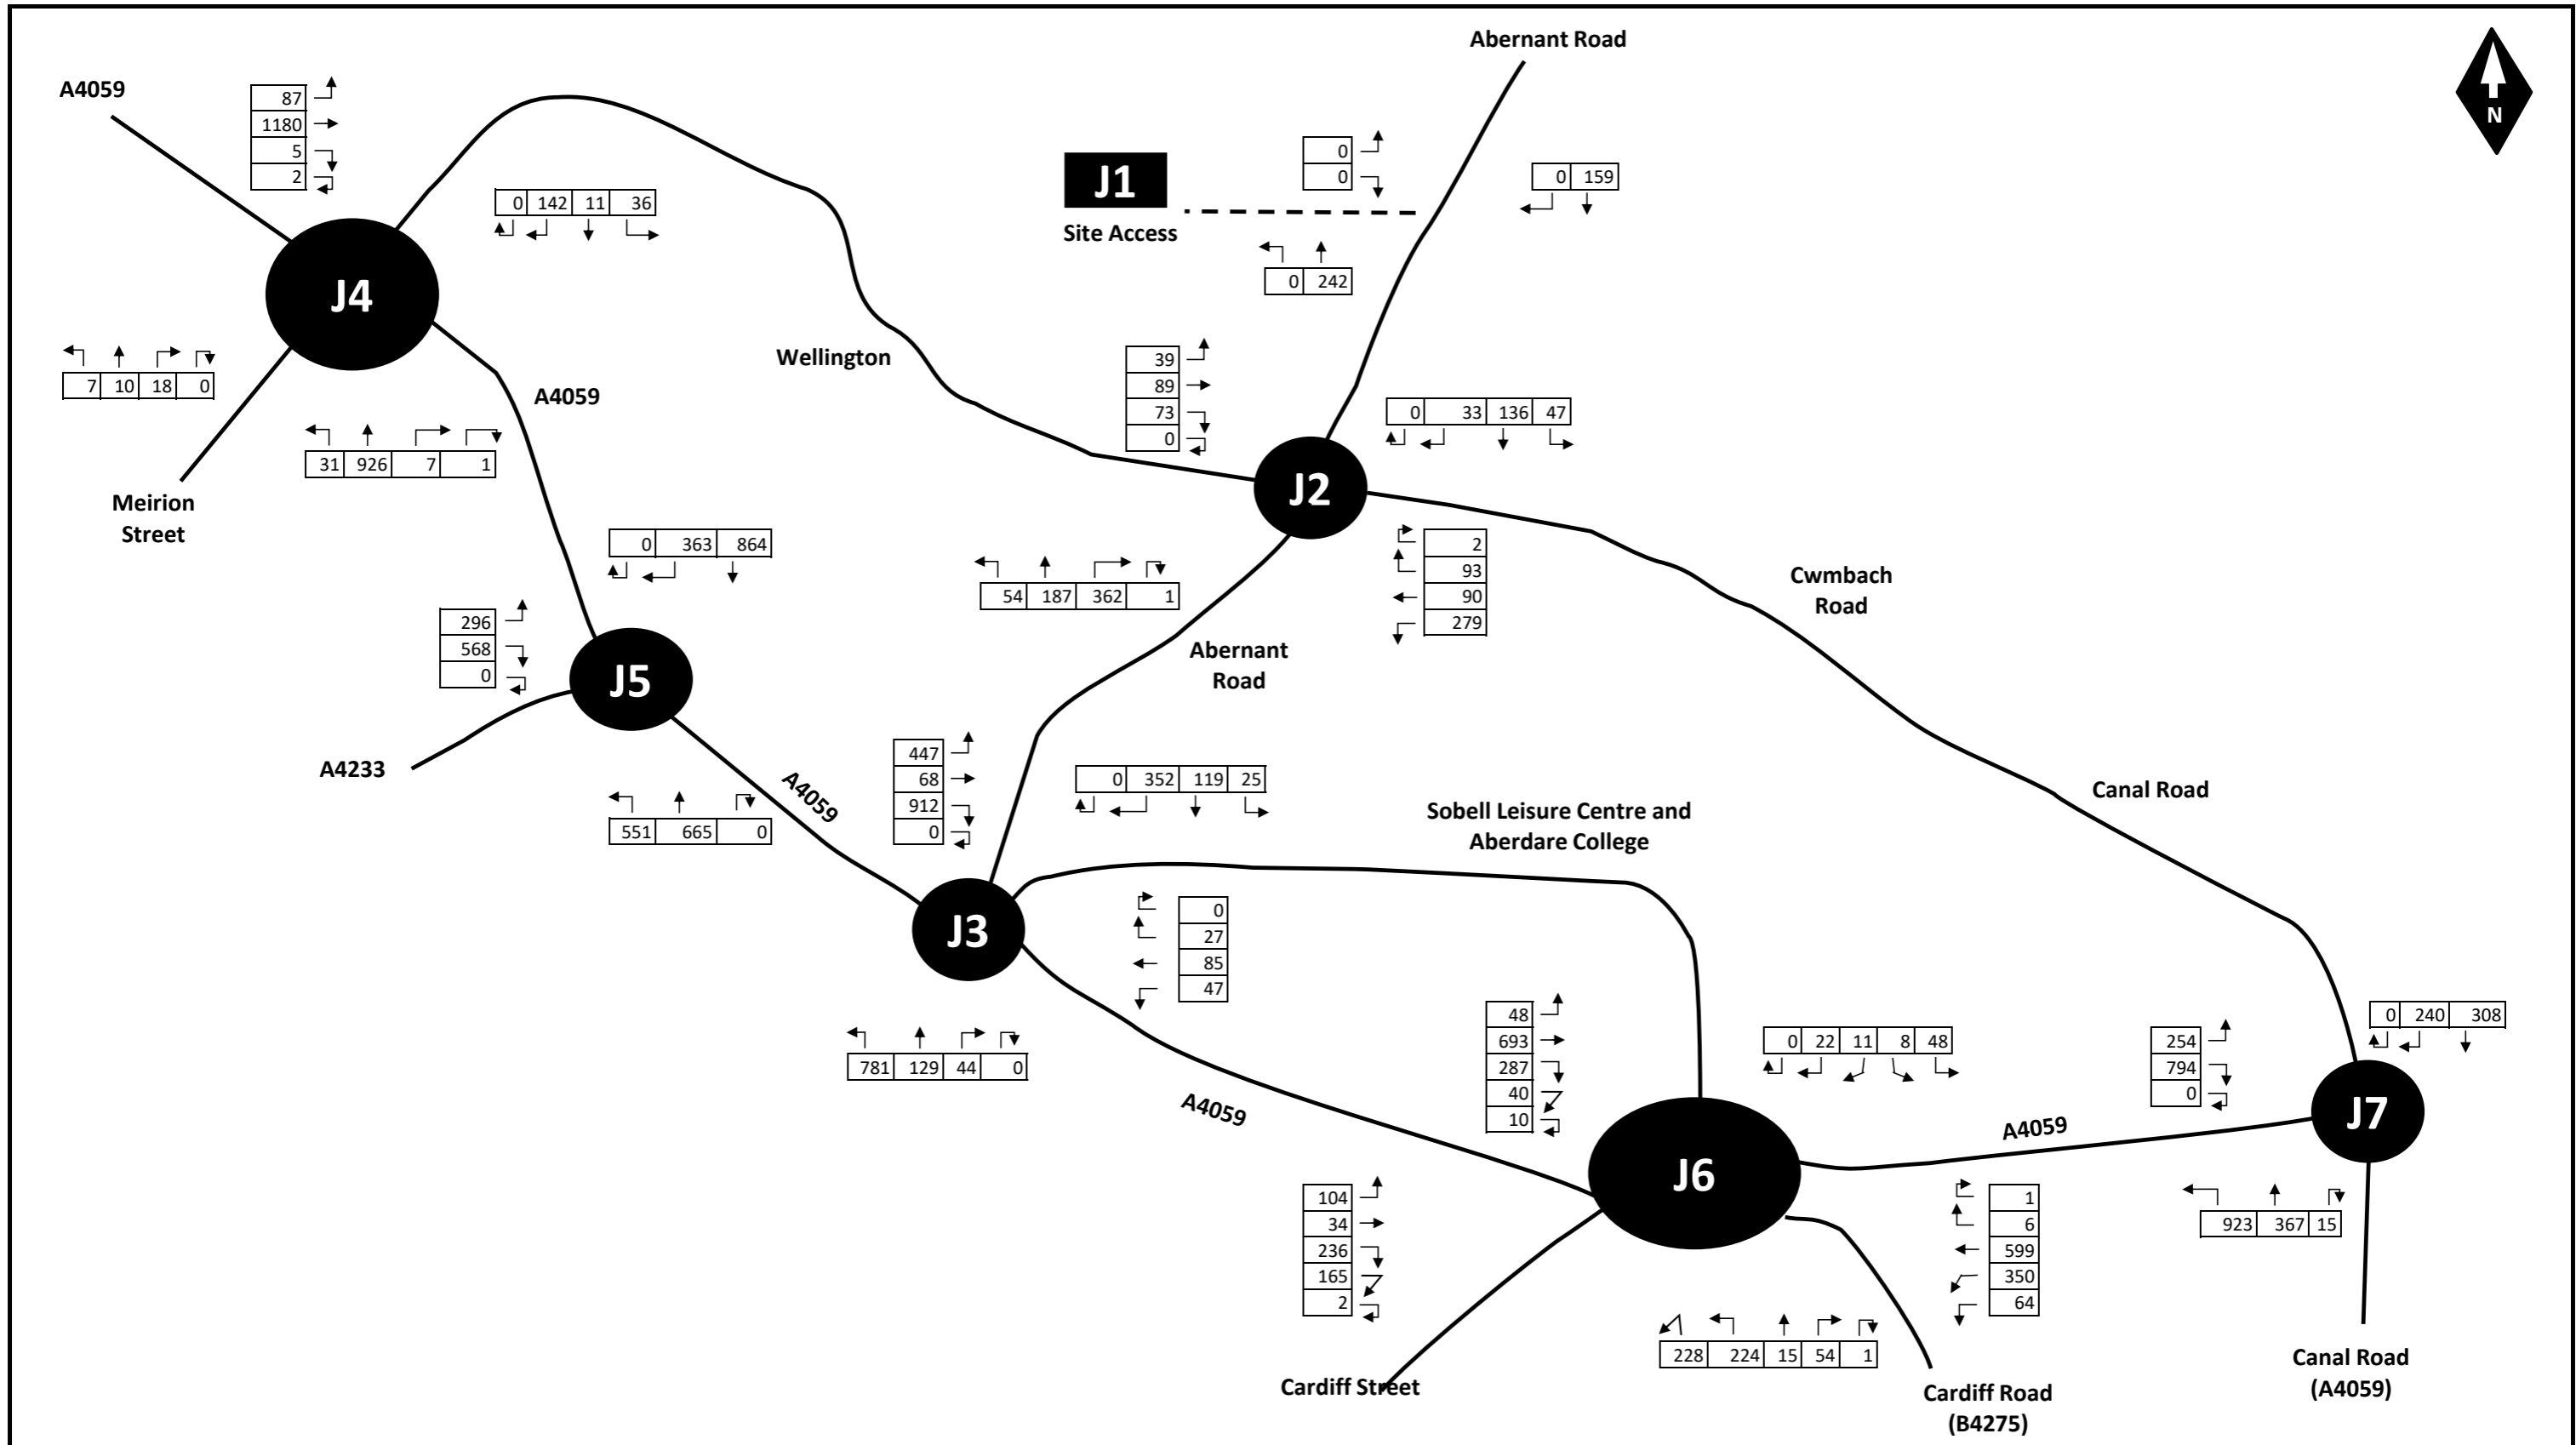 Abernant Road
N
A4059
87
1180
5
2
0 142 11 36
J4
7 10 18 0
31 926 7 1
A4059
Meirion
Street
J1
Site Access
0
0
0 159
0 242
Wellington
39
89
73
0
0 33 136 47
J2
2
93
90
279
54 187 362 1
Cwmbach
Road
Abernant
Road
0 363 864
296
568
0
J5
A4233
551 665 0
A4059
447
68
912
0
0 352 119 25
Canal Road
Sobell Leisure Centre and
Aberdare College
J3
0
27
85
47
781 129 44 0
A4059
48
693
287
40
10
0 22 11 8 48
J6
A4059
254
794
0
0 240 308
J7
104
34
236
165
2
1
6
599
350
64
923 367 15
228 224 15 54 1
Cardiff Street
Cardiff Road
(B4275)
Canal Road
(A4059)